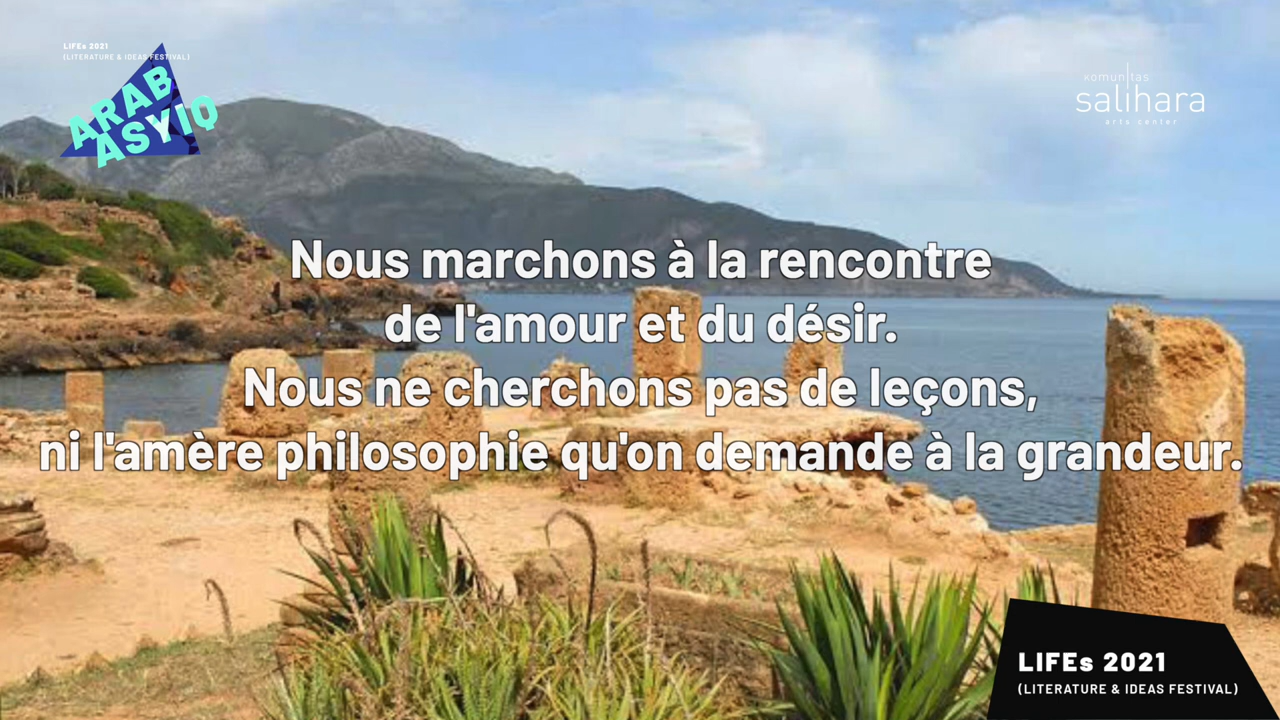 LIFEs 2021
(LITERATURE & IDEAS FESTIVAL)
ARAB
ASYIQ
komunitas
salihara
arts center
Nous marchons à la rencontre
de l'amour et du désir.
Nous ne cherchons pas de leçons,
ni l'amère philosophie qu'on demande à la grandeur.
LIFEs 2021
(LITERATURE & IDEAS FESTIVAL)